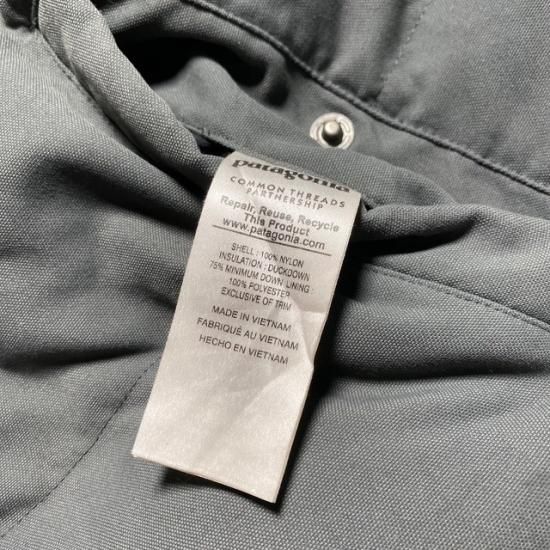 patagonia
COMMON THREADS
PARTNERSHIP
Repair, Reuse, Recycle
This Product
www.patagonia.com
SHELL : 100% NYLON
INSULATION : DUCKDOWN
75% MINIMUM DOWN LINING :
100% POLYESTER
EXCLUSIVE OF TRIM
MADE IN VIETNAM
FABRIQUÉ AU VIETNAM
HECHO EN VIETNAM